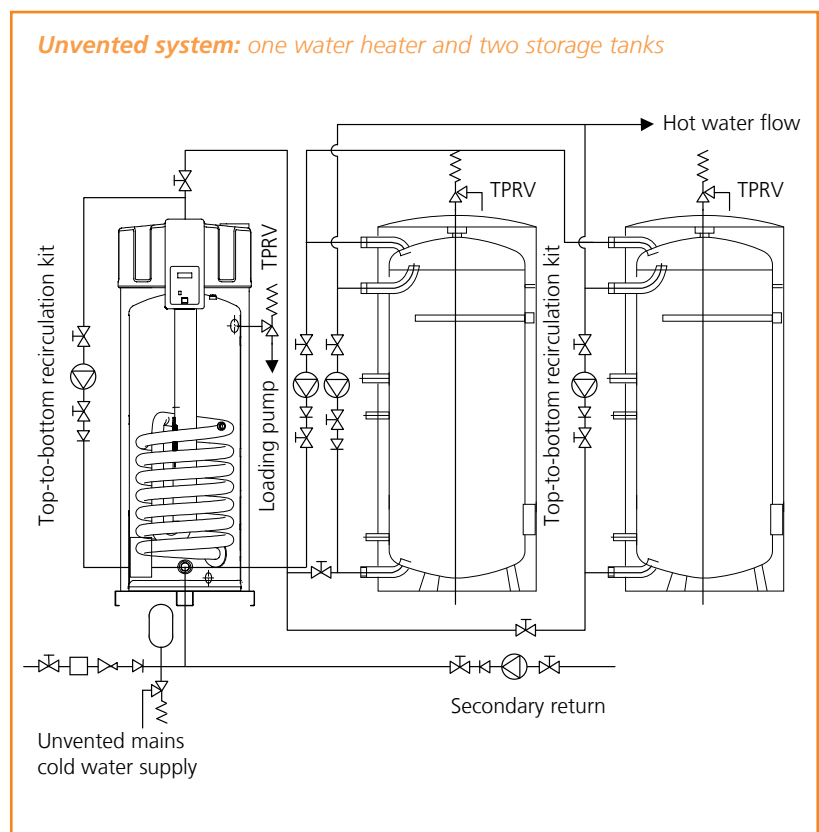 Unvented system: one water heater and two storage tanks
Hot water flow
TPRV
TPRV
TPRV
Top-to-bottom recirculation kit
Loading pump
Top-to-bottom recirculation kit
Secondary return
Unvented mains
cold water supply